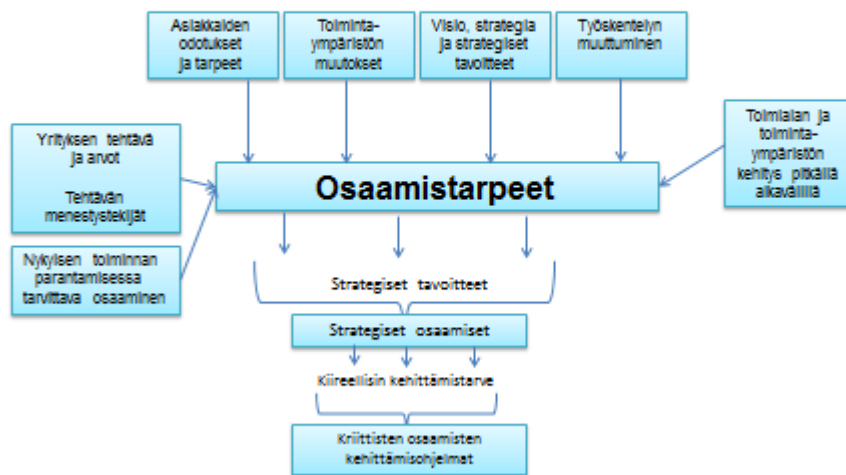 Asiakkaiden
odotukset
ja tarpeet
Toiminta-
ympäristön
muutokset
Visio, strategia
ja strategiset
tavoitteet
Työskentelyn
muuttuminen
Yrityksen tehtävä
ja arvot
Tehtävän
menestystekijät
Toimialan ja
toiminta-
ympäristön
kehitys pitkällä
aikavälillä
Osaamistarpeet
Nykyisen toiminnan
parantamisessa
tarvittava osaaminen
Strategiset tavoitteet
Strategiset osaamiset
Kiireellisin kehittämistarve
Kriittisten osaamisten
kehittämisohjelmat